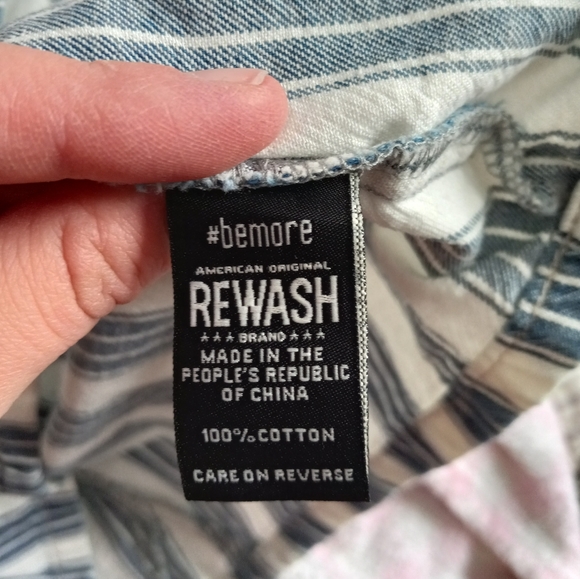 #bemore
AMERICAN ORIGINAL
REWASH
★★★ BRAND ★★★
MADE IN THE
PEOPLE'S REPUBLIC
OF CHINA
100% COTTON
CARE ON REVERSE